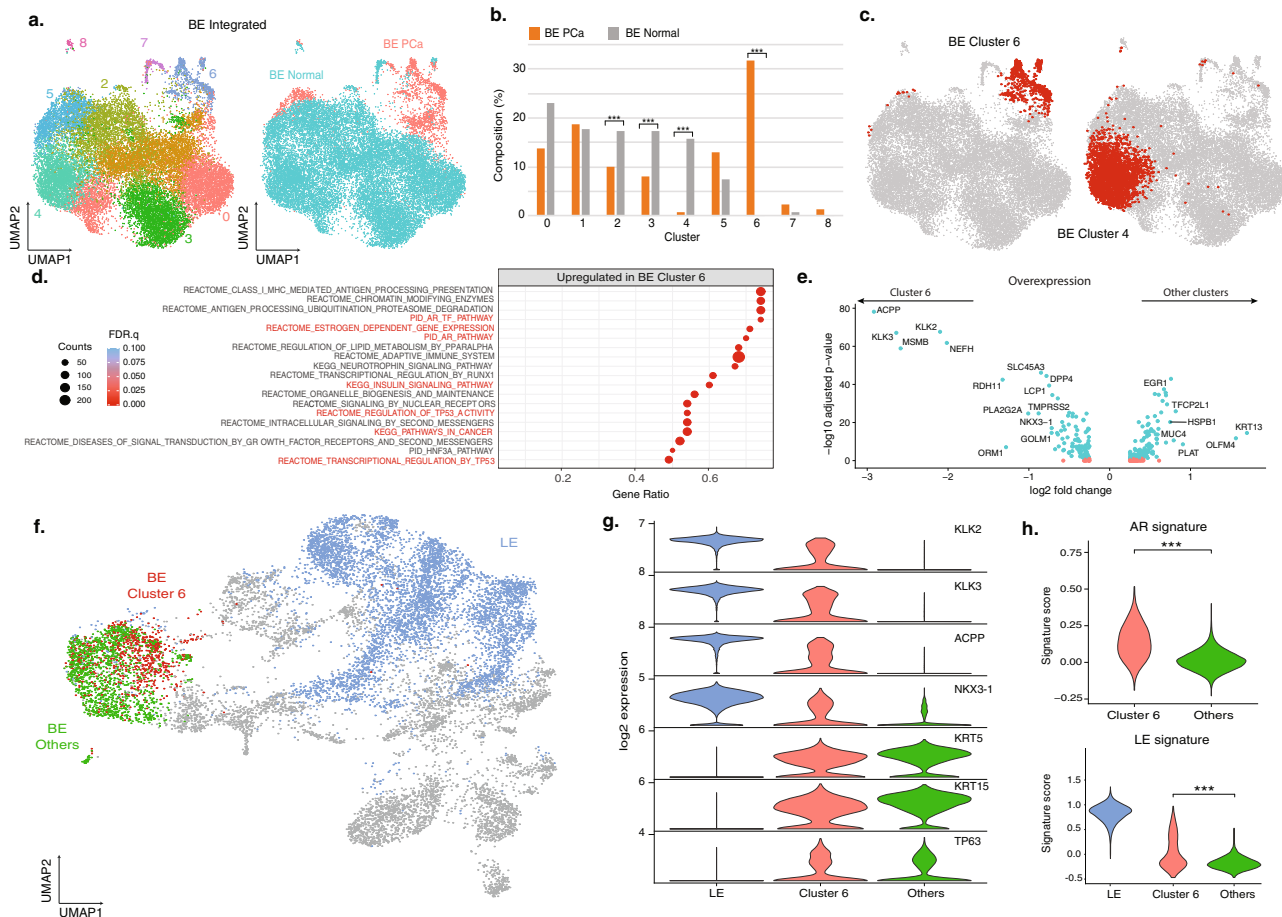 a.
BE Integrated
8
7
6
2
5
4
3
0
BE PCa
BE Normal
UMAP2
UMAP1
UMAP1
b.
BE PCa
BE Normal
Composition (%)
30
20
10
0
***
***
***
***
0 1 2 3 4 5 6 7 8
Cluster
c.
BE Cluster 6
BE Cluster 4
d.
Upregulated in BE Cluster 6
REACTOME_CLASS_I_MHC_MEDIATED_ANTIGEN_PROCESSING_PRESENTATION
REACTOME_CHROMATIN_MODIFYING_ENZYMES
REACTOME_ANTIGEN_PROCESSING_UBIQUITINATION_PROTEASOME_DEGRADATION
PID_AR_TF_PATHWAY
REACTOME_ESTROGEN_DEPENDENT_GENE_EXPRESSION
PID_AR_PATHWAY
REACTOME_REGULATION_OF_LIPID_METABOLISM_BY_PPARALPHA
REACTOME_ADAPTIVE_IMMUNE_SYSTEM
KEGG_NEUROTROPHIN_SIGNALING_PATHWAY
REACTOME_TRANSCRIPTIONAL_REGULATION_BY_RUNX1
KEGG_INSULIN_SIGNALING_PATHWAY
REACTOME_ORGANELLE_BIOGENESIS_AND_MAINTENANCE
REACTOME_SIGNALING_BY_NUCLEAR_RECEPTORS
REACTOME_REGULATION_OF_TP53_ACTIVITY
REACTOME_INTRACELLULAR_SIGNALING_BY_SECOND_MESSENGERS
KEGG_PATHWAYS_IN_CANCER
REACTOME_DISEASES_OF_SIGNAL_TRANSDUCTION_BY_GR OWTH_FACTOR_RECEPTORS_AND_SECOND_MESSENGERS
PID_HNF3A_PATHWAY
REACTOME_TRANSCRIPTIONAL_REGULATION_BY_TP53
Counts
50
100
150
200
FDR.q
0.100
0.075
0.050
0.025
0.000
0.2 0.4 0.6
Gene Ratio
e.
Overexpression
Cluster 6
Other clusters
−log10 adjusted p-value
80
60
40
20
0
ACPP
KLK3
MSMB
KLK2
NEFH
SLC45A3
RDH11
DPP4
LCP1
PLA2G2A
TMPRSS2
NKX3-1
GOLM1
ORM1
EGR1
TFCP2L1
HSPB1
KRT13
MUC4
OLFM4
PLAT
−3 −2 −1 0 1
log2 fold change
f.
LE
BE
Cluster 6
BE
Others
UMAP2
UMAP1
g.
log2 expression
7
KLK2
8
KLK3
8
ACPP
5
NKX3-1
6
KRT5
6
KRT15
4
TP63
LE Cluster 6 Others
h.
AR signature
Signature score
0.75
0.50
0.25
0.00
−0.25
***
Cluster 6 Others
LE signature
Signature score
1.5
1.0
0.5
0.0
-0.5
***
LE Cluster 6 Others